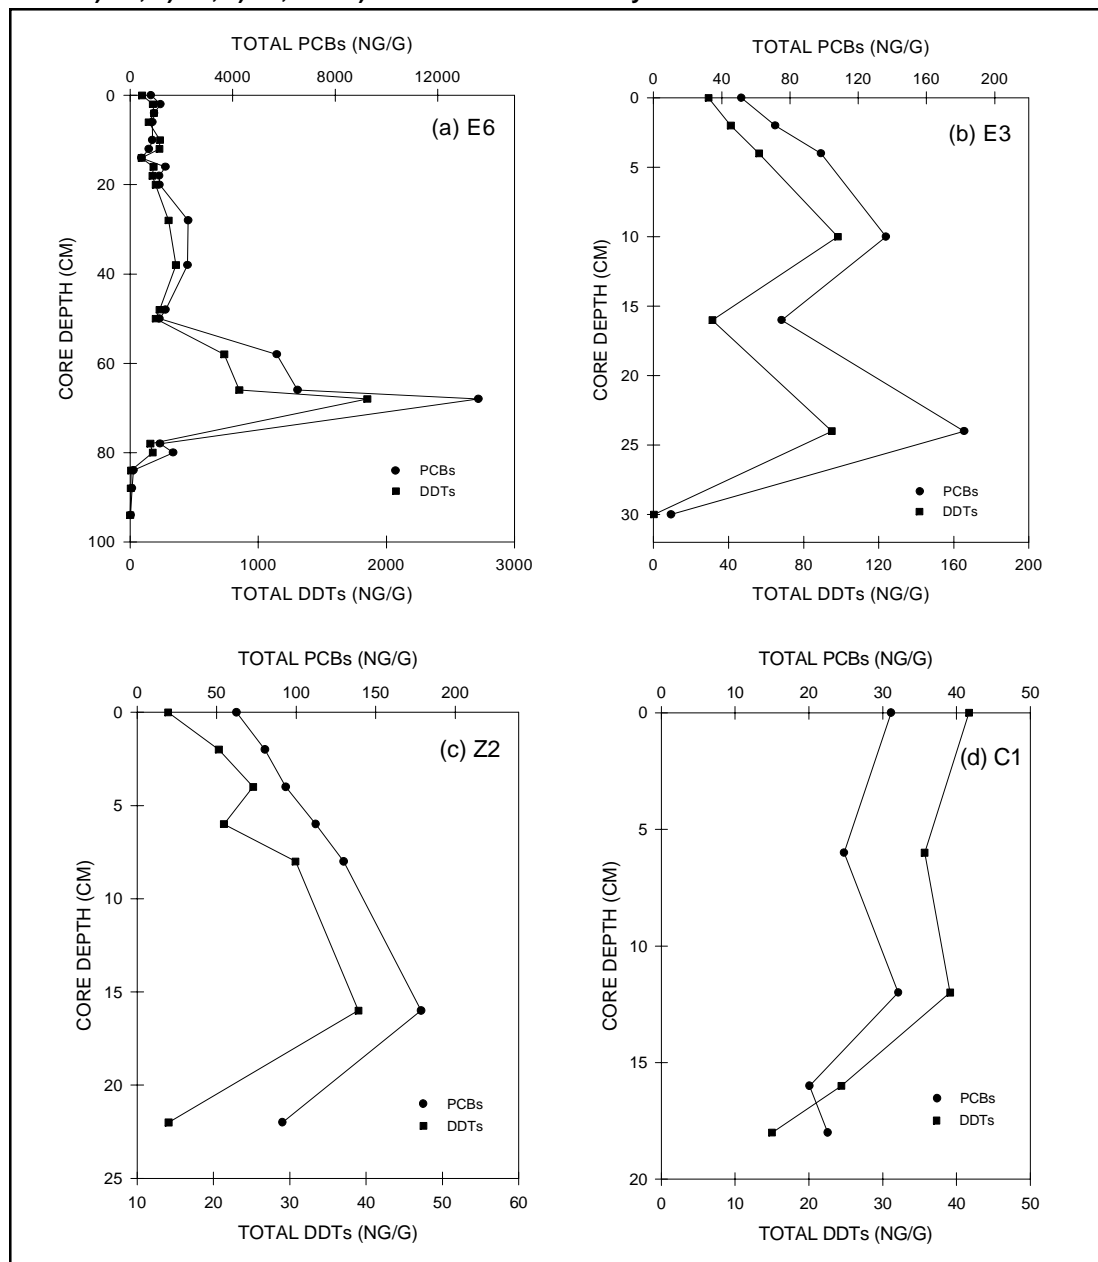 TOTAL PCBs (NG/G)
0 4000 8000 12000
0
20
40
60
80
100
CORE DEPTH (CM)
(a) E6
PCBs
DDTs
0 1000 2000 3000
TOTAL DDTs (NG/G)
TOTAL PCBs (NG/G)
0 40 80 120 160 200
0
5
10
15
20
25
30
CORE DEPTH (CM)
(b) E3
PCBs
DDTs
0 40 80 120 160 200
TOTAL DDTs (NG/G)
TOTAL PCBs (NG/G)
0 50 100 150 200
0
5
10
15
20
25
CORE DEPTH (CM)
(c) Z2
PCBs
DDTs
10 20 30 40 50 60
TOTAL DDTs (NG/G)
TOTAL PCBs (NG/G)
0 10 20 30 40 50
0
5
10
15
20
CORE DEPTH (CM)
(d) C1
PCBs
DDTs
0 10 20 30 40 50
TOTAL DDTs (NG/G)